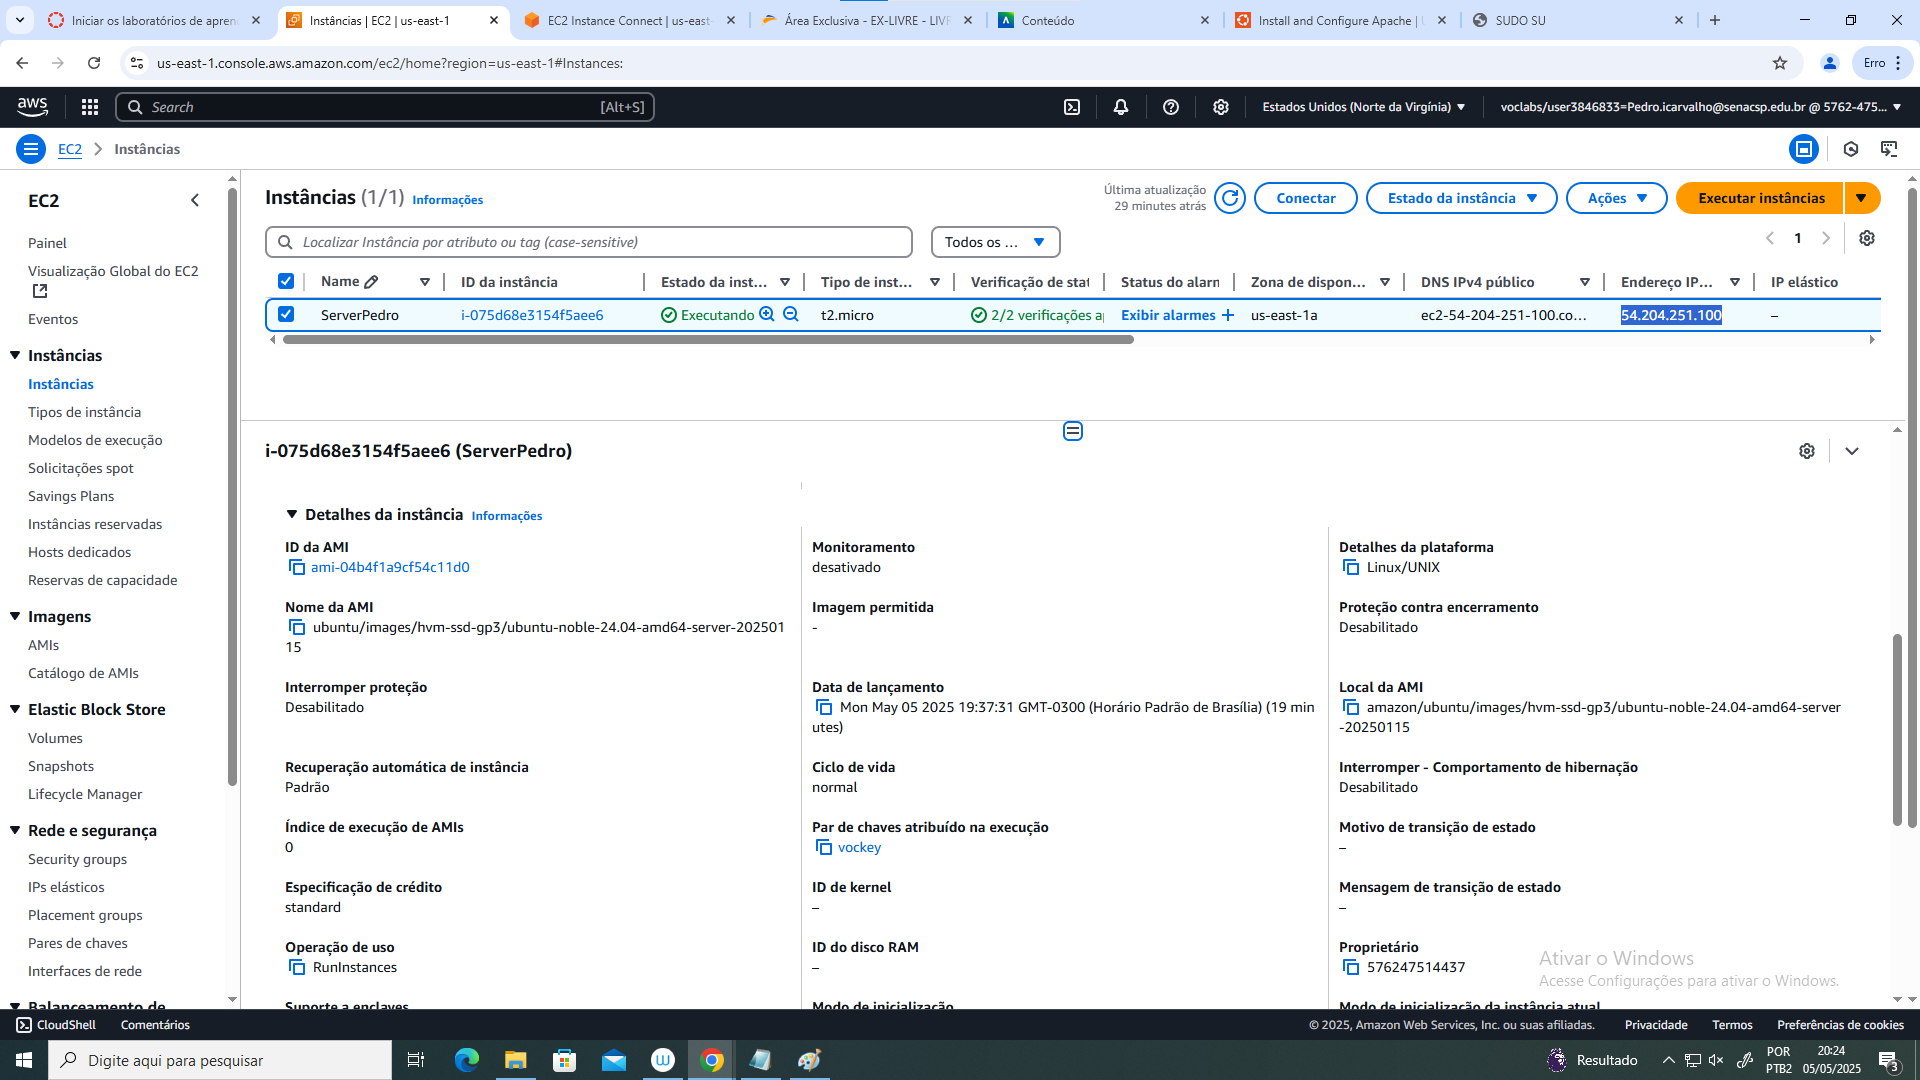 Iniciar os laboratórios de apren
Instâncias | EC2 | us-east-1
EC2 Instance Connect | us-east-
Área Exclusiva - EX-LIVRE - LIVR
Conteúdo
Install and Configure Apache |
SUDO SU
us-east-1.console.aws.amazon.com/ec2/home?region=us-east-1#Instances:
Erro
aws
Search
[Alt+S]
Estados Unidos (Norte da Virgínia)
voclabs/user3846833=Pedro.icarvalho@senacsp.edu.br @ 5762-475...
EC2
Instâncias
EC2
Painel
Visualização Global do EC2
Eventos
Instâncias
Instâncias
Tipos de instância
Modelos de execução
Solicitações spot
Savings Plans
Instâncias reservadas
Hosts dedicados
Reservas de capacidade
Imagens
AMIs
Catálogo de AMIs
Elastic Block Store
Volumes
Snapshots
Lifecycle Manager
Rede e segurança
Security groups
IPs elásticos
Placement groups
Pares de chaves
Interfaces de rede
Balanceamento de
Instâncias (1/1) Informações
Última atualização
29 minutes atrás
Conectar
Estado da instância
Ações
Executar instâncias
Localizar Instância por atributo ou tag (case-sensitive)
Todos os ...
1
Name
ID da instância
Estado da inst...
Tipo de inst...
Verificação de stat
Status do alarn
Zona de dispon...
DNS IPv4 público
Endereço IP...
IP elástico
ServerPedro
i-075d68e3154f5aee6
Executando
t2.micro
2/2 verificações a
Exibir alarmes +
us-east-1a
ec2-54-204-251-100.co...
54.204.251.100
–
i-075d68e3154f5aee6 (ServerPedro)
Detalhes da instância Informações
ID da AMI
ami-04b4f1a9cf54c11d0
Monitoramento
desativado
Detalhes da plataforma
Linux/UNIX
Nome da AMI
ubuntu/images/hvm-ssd-gp3/ubuntu-noble-24.04-amd64-server-202501
15
Imagem permitida
-
Proteção contra encerramento
Desabilitado
Interromper proteção
Desabilitado
Data de lançamento
Mon May 05 2025 19:37:31 GMT-0300 (Horário Padrão de Brasília) (19 min
utes)
Local da AMI
amazon/ubuntu/images/hvm-ssd-gp3/ubuntu-noble-24.04-amd64-server
-20250115
Recuperação automática de instância
Padrão
Ciclo de vida
normal
Interromper - Comportamento de hibernação
Desabilitado
Índice de execução de AMIs
0
Par de chaves atribuído na execução
vockey
Motivo de transição de estado
–
Especificação de crédito
standard
ID de kernel
–
Mensagem de transição de estado
–
Operação de uso
RunInstances
ID do disco RAM
–
Proprietário
576247514437
Suporte a enclaves
Modo de inicialização
Modo de inicialização da instância atual
Ativar o Windows
Acesse Configurações para ativar o Windows.
CloudShell
Comentários
© 2025, Amazon Web Services, Inc. ou suas afiliadas.
Privacidade
Termos
Preferências de cookies
Digite aqui para pesquisar
Resultado
POR
PTB2
20:24
05/05/2025
3